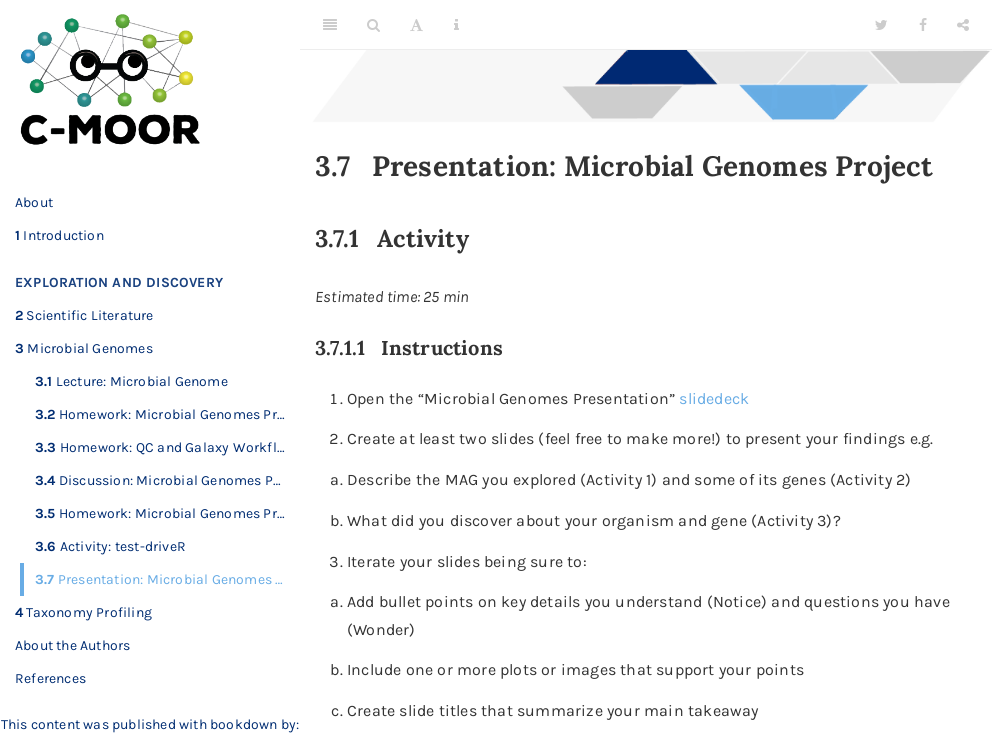 C-MOOR
About
1 Introduction
EXPLORATION AND DISCOVERY
2 Scientific Literature
3 Microbial Genomes
3.1 Lecture: Microbial Genome
3.2 Homework: Microbial Genomes Pr…
3.3 Homework: QC and Galaxy Workfl…
3.4 Discussion: Microbial Genomes P…
3.5 Homework: Microbial Genomes Pr…
3.6 Activity: test-driveR
3.7 Presentation: Microbial Genomes …
4 Taxonomy Profiling
About the Authors
References
This content was published with bookdown by:
3.7 Presentation: Microbial Genomes Project
3.7.1 Activity
Estimated time: 25 min
3.7.1.1 Instructions
1. Open the “Microbial Genomes Presentation” slidedeck
2. Create at least two slides (feel free to make more!) to present your findings e.g.
a. Describe the MAG you explored (Activity 1) and some of its genes (Activity 2)
b. What did you discover about your organism and gene (Activity 3)?
3. Iterate your slides being sure to:
a. Add bullet points on key details you understand (Notice) and questions you have
(Wonder)
b. Include one or more plots or images that support your points
c. Create slide titles that summarize your main takeaway